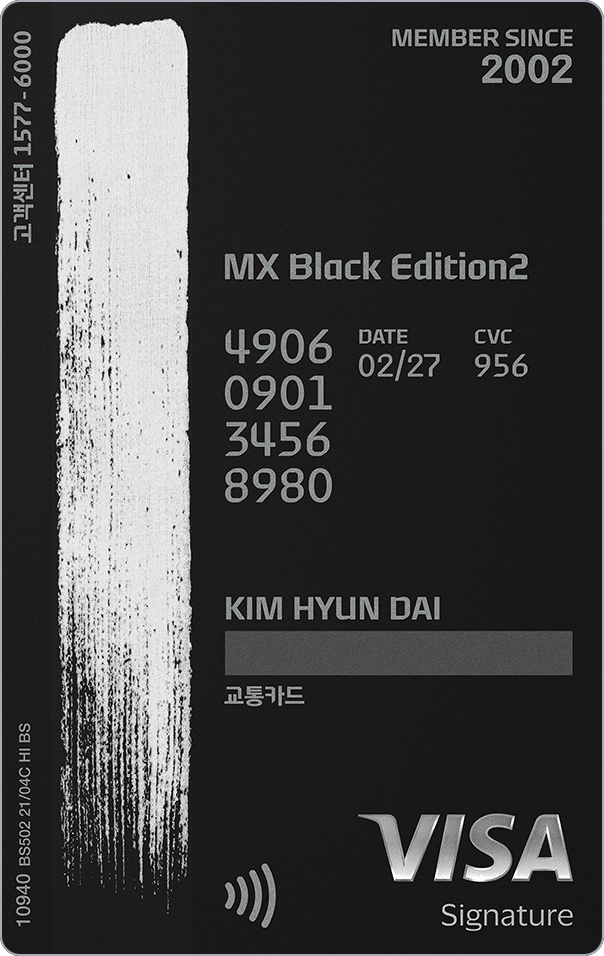 고객센터 1577-6000
MEMBER SINCE
2002
MX Black Edition2
4906
DATE CVC
02/27 956
0901
3456
8980
KIM HYUN DAI
교통카드
10940 BS502 21/04C HI BS
VISA
Signature